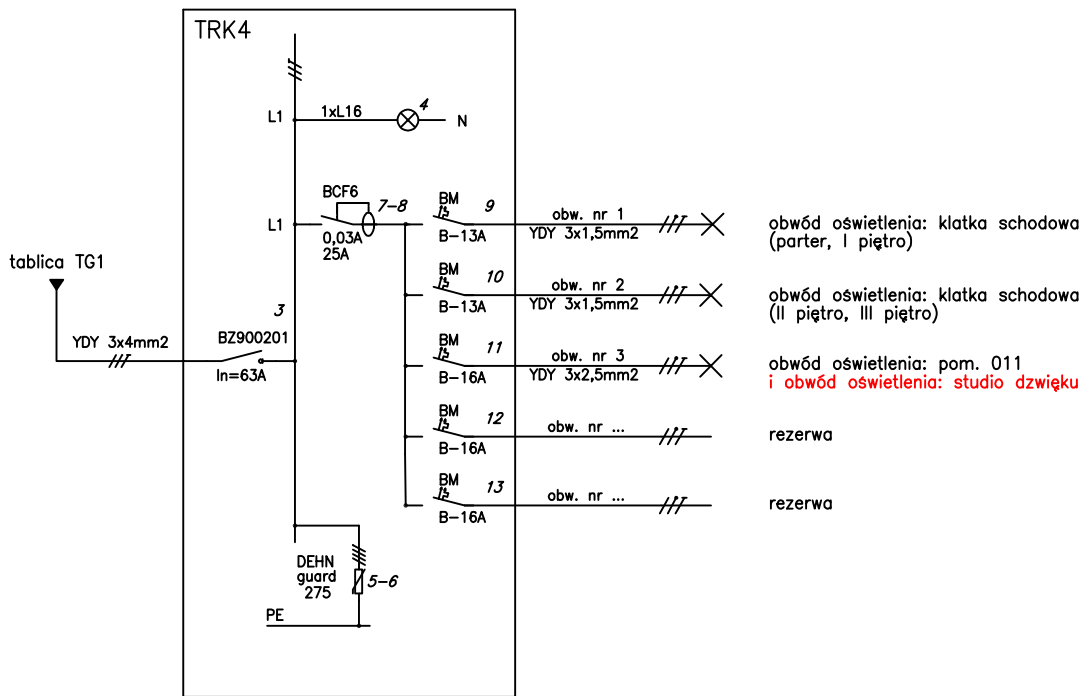 TRK4
L1
1xL16
4
N
BCF6
7-8
L1
0,03A
25A
BM
9
B-13A
obw. nr 1
YDY 3x1,5mm2
obwód oświetlenia: klatka schodowa
(parter, I piętro)
BM
10
B-13A
obw. nr 2
YDY 3x1,5mm2
obwód oświetlenia: klatka schodowa
(II piętro, III piętro)
tablica TG1
3
YDY 3x4mm2
BZ900201
In=63A
BM
11
B-16A
obw. nr 3
YDY 3x2,5mm2
obwód oświetlenia: pom. 011
i obwód oświetlenia: studio dzwięku
BM
12
B-16A
obw. nr ...
rezerwa
BM
13
B-16A
obw. nr ...
rezerwa
DEHN
guard
275
5-6
PE